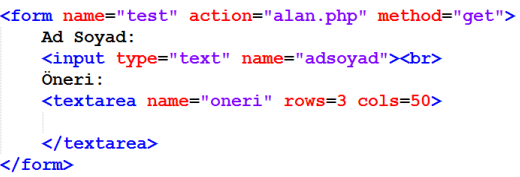 <form name="test" action="alan.php" method="get">
Ad Soyad:
<input type="text" name="adsoyad"><br>
Öneri:
<textarea name="oneri" rows=3 cols=50>
</textarea>
</form>